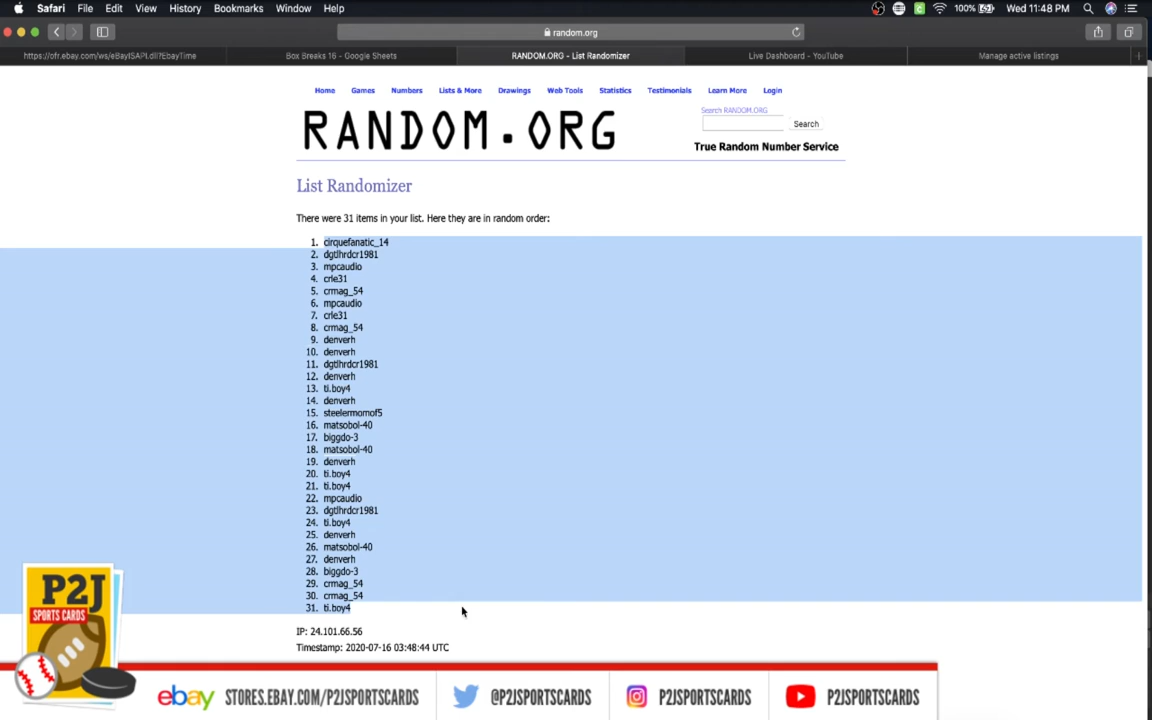 Safari File Edit View History Bookmarks Window Help 100% Wed 11:48 PM
random.org
https://ofr.ebay.com/ws/eBayISAPI.dll?EbayTime Box Breaks 16 - Google Sheets RANDOM.ORG - List Randomizer Live Dashboard - YouTube Manage active listings
Home Games Numbers Lists & More Drawings Web Tools Statistics Testimonials Learn More Login
RANDOM.ORG
Search RANDOM.ORG
Search
True Random Number Service
List Randomizer
There were 31 items in your list. Here they are in random order:
1. cirquefanatic_14
2. dgtlhrdcr1981
3. mpcaudio
4. crle31
5. crmag_54
6. mpcaudio
7. crle31
8. crmag_54
9. denverh
10. denverh
11. dgtlhrdcr1981
12. denverh
13. ti.boy4
14. denverh
15. steelermomof5
16. matsobol-40
17. biggdo-3
18. matsobol-40
19. denverh
20. ti.boy4
21. ti.boy4
22. mpcaudio
23. dgtlhrdcr1981
24. ti.boy4
25. denverh
26. matsobol-40
27. denverh
28. biggdo-3
29. crmag_54
30. crmag_54
31. ti.boy4
IP: 24.101.66.56
Timestamp: 2020-07-16 03:48:44 UTC
P2J
SPORTS CARDS
ebay STORES.EBAY.COM/P2JSPORTSCARDS @P2JSPORTSCARDS P2JSPORTSCARDS P2JSPORTSCARDS